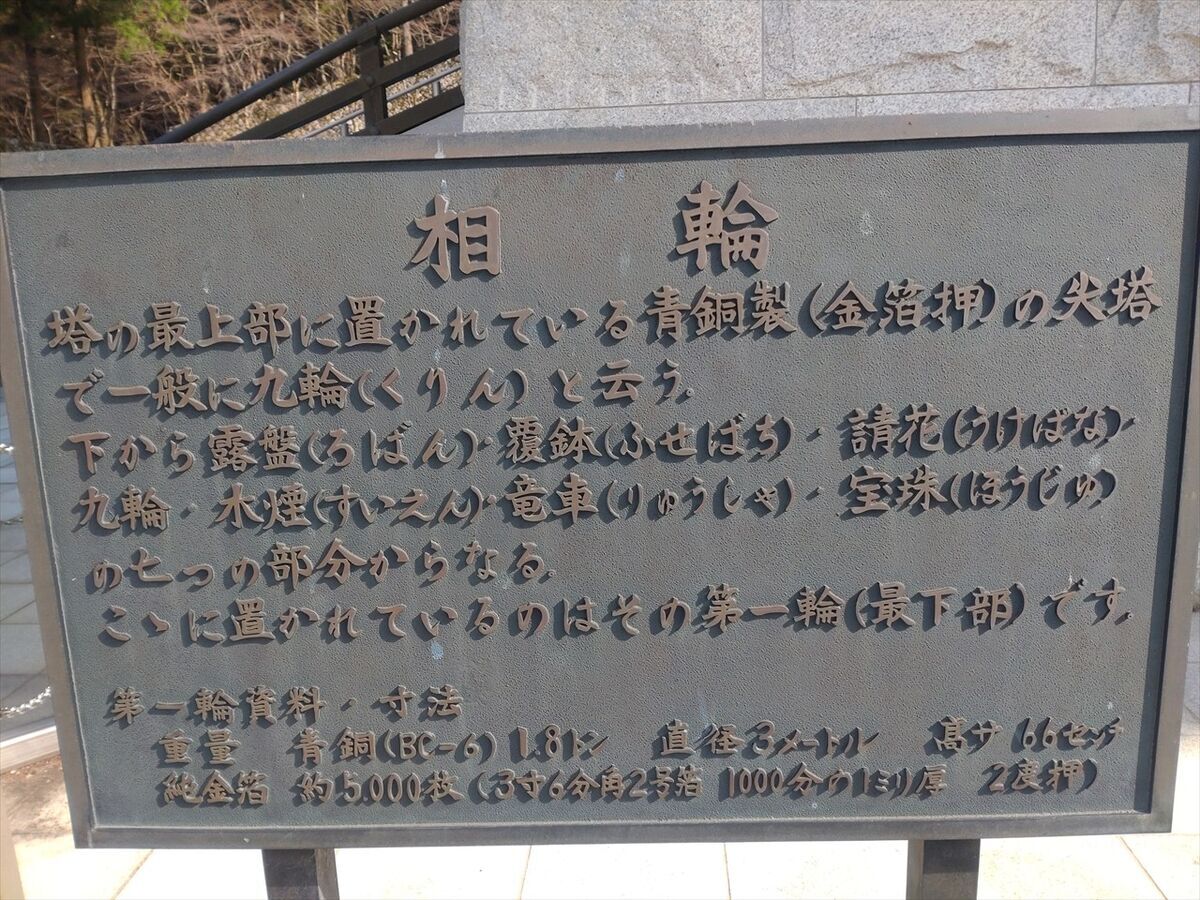 相輪
塔の最上部に置かれている青銅製(金箔押)の尖塔
で一般に九輪(くりん)と云う.
下から露盤(ろばん)・覆鉢(ふせばち)・請花(うけばな)・
九輪・水煙(すいえん)・竜車(りゅうしゃ)・宝珠(ほうじゅ)
の七つの部分からなる.
こゝに置かれているのはその第一輪(最下部)です.
第一輪資料・寸法
重量 青銅(BC-6) 1.8トン 直径3メートル 高サ 66センチ
純金箔 約5.000枚(3寸6分角2号箔 1000分ウ1ミリ厚 2度押)